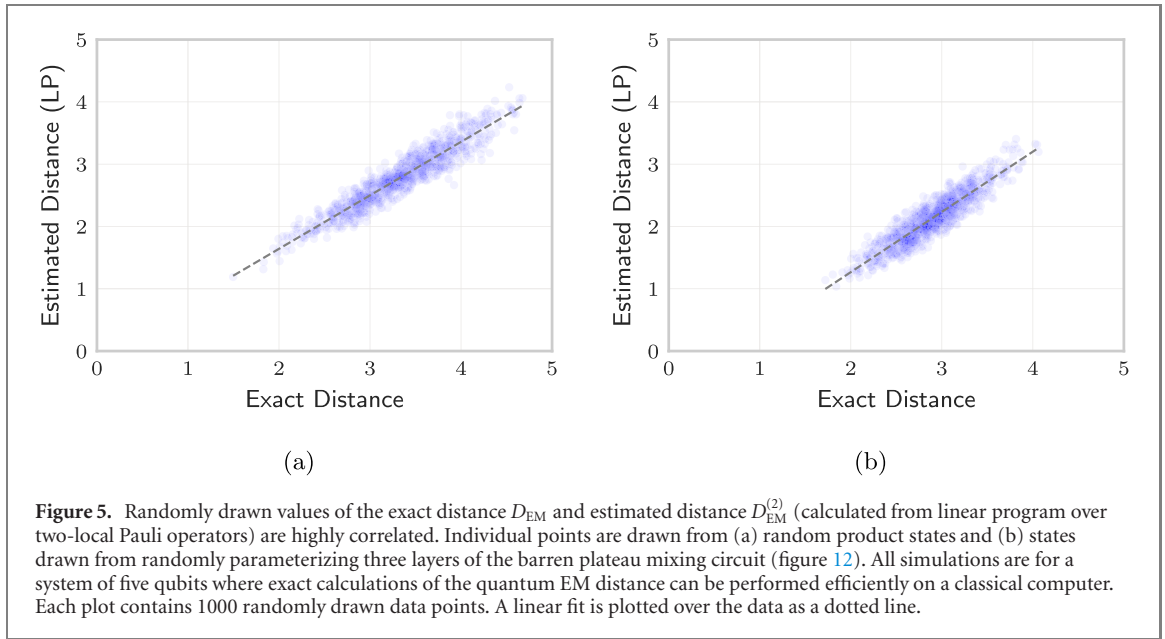 5
4
3
2
1
0
0 1 2 3 4 5
Estimated Distance (LP)
Exact Distance
(a)
5
4
3
2
1
0
0 1 2 3 4 5
Estimated Distance (LP)
Exact Distance
(b)
Figure 5. Randomly drawn values of the exact distance D_EM and estimated distance D_EM^(2) (calculated from linear program over
two-local Pauli operators) are highly correlated. Individual points are drawn from (a) random product states and (b) states
drawn from randomly parameterizing three layers of the barren plateau mixing circuit (figure 12). All simulations are for a
system of five qubits where exact calculations of the quantum EM distance can be performed efficiently on a classical computer.
Each plot contains 1000 randomly drawn data points. A linear fit is plotted over the data as a dotted line.